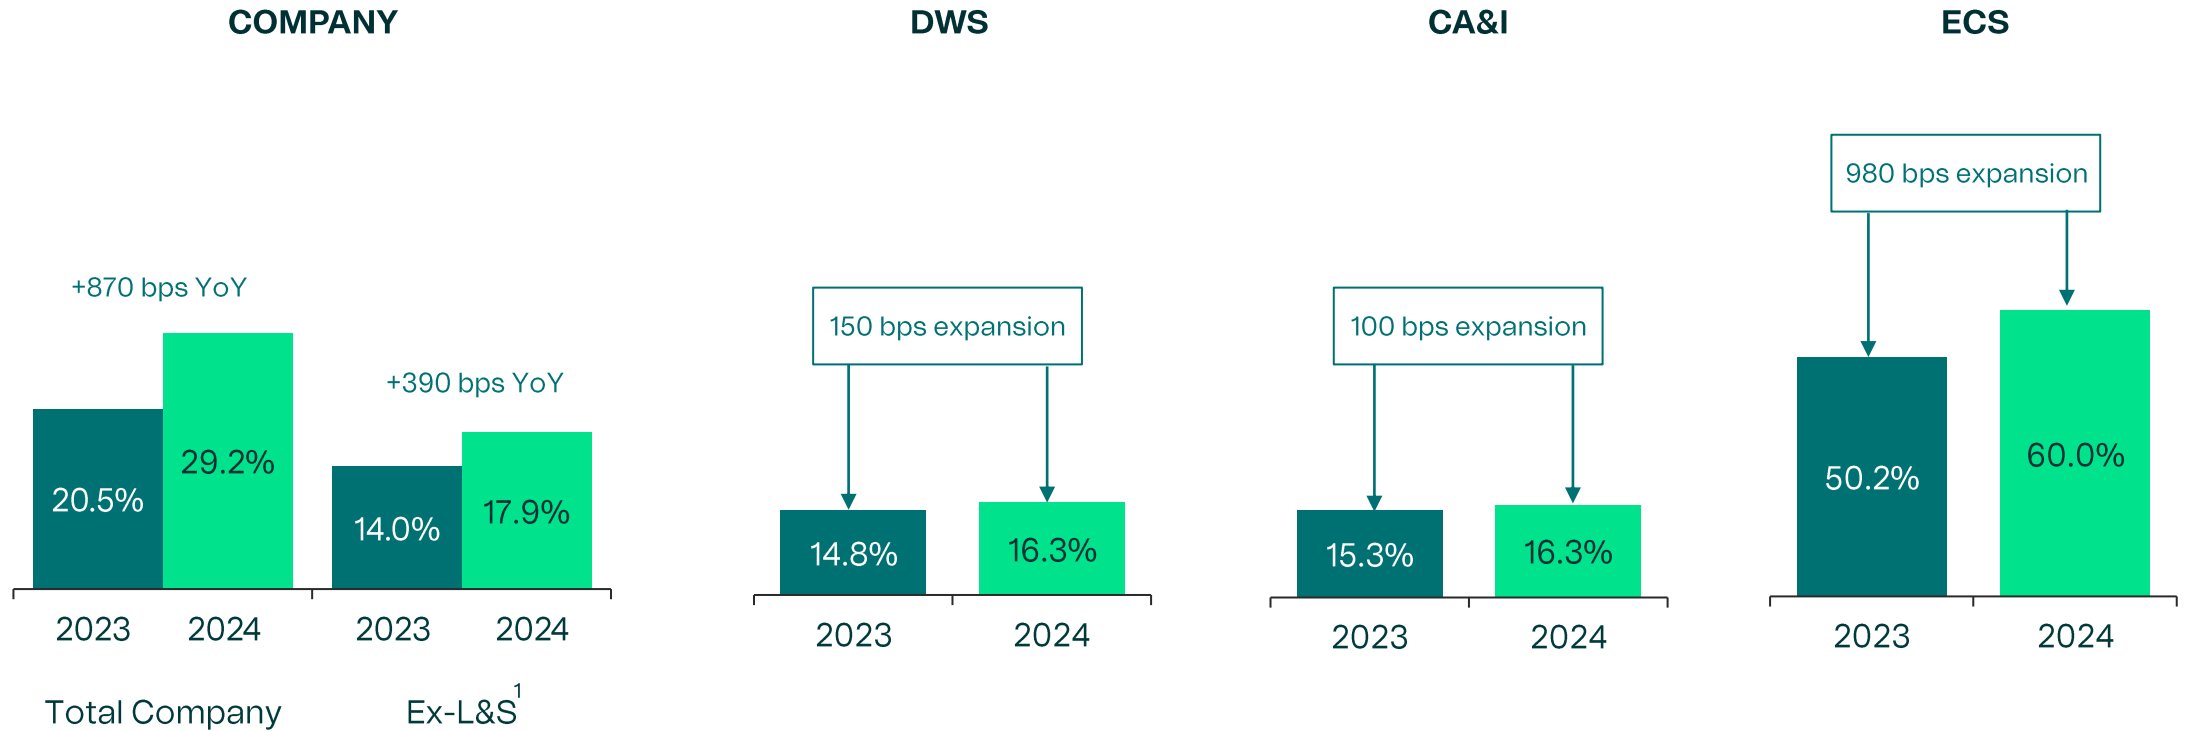 COMPANY
+870 bps YoY
+390 bps YoY
20.5%
29.2%
14.0%
17.9%
2023
2024
2023
2024
Total Company
Ex-L&S1
DWS
150 bps expansion
14.8%
16.3%
2023
2024
CA&I
100 bps expansion
15.3%
16.3%
2023
2024
ECS
980 bps expansion
50.2%
60.0%
2023
2024